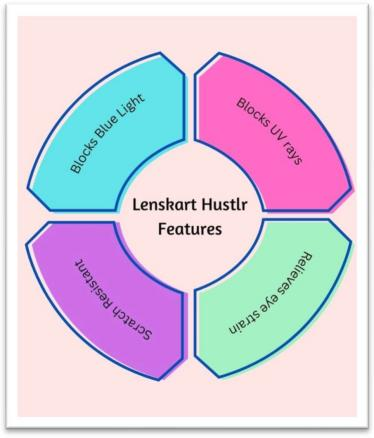 Blocks Blue Light
Blocks UV rays
Lenskart Hustlr
Features
Scratch Resistant
Relieves eye strain